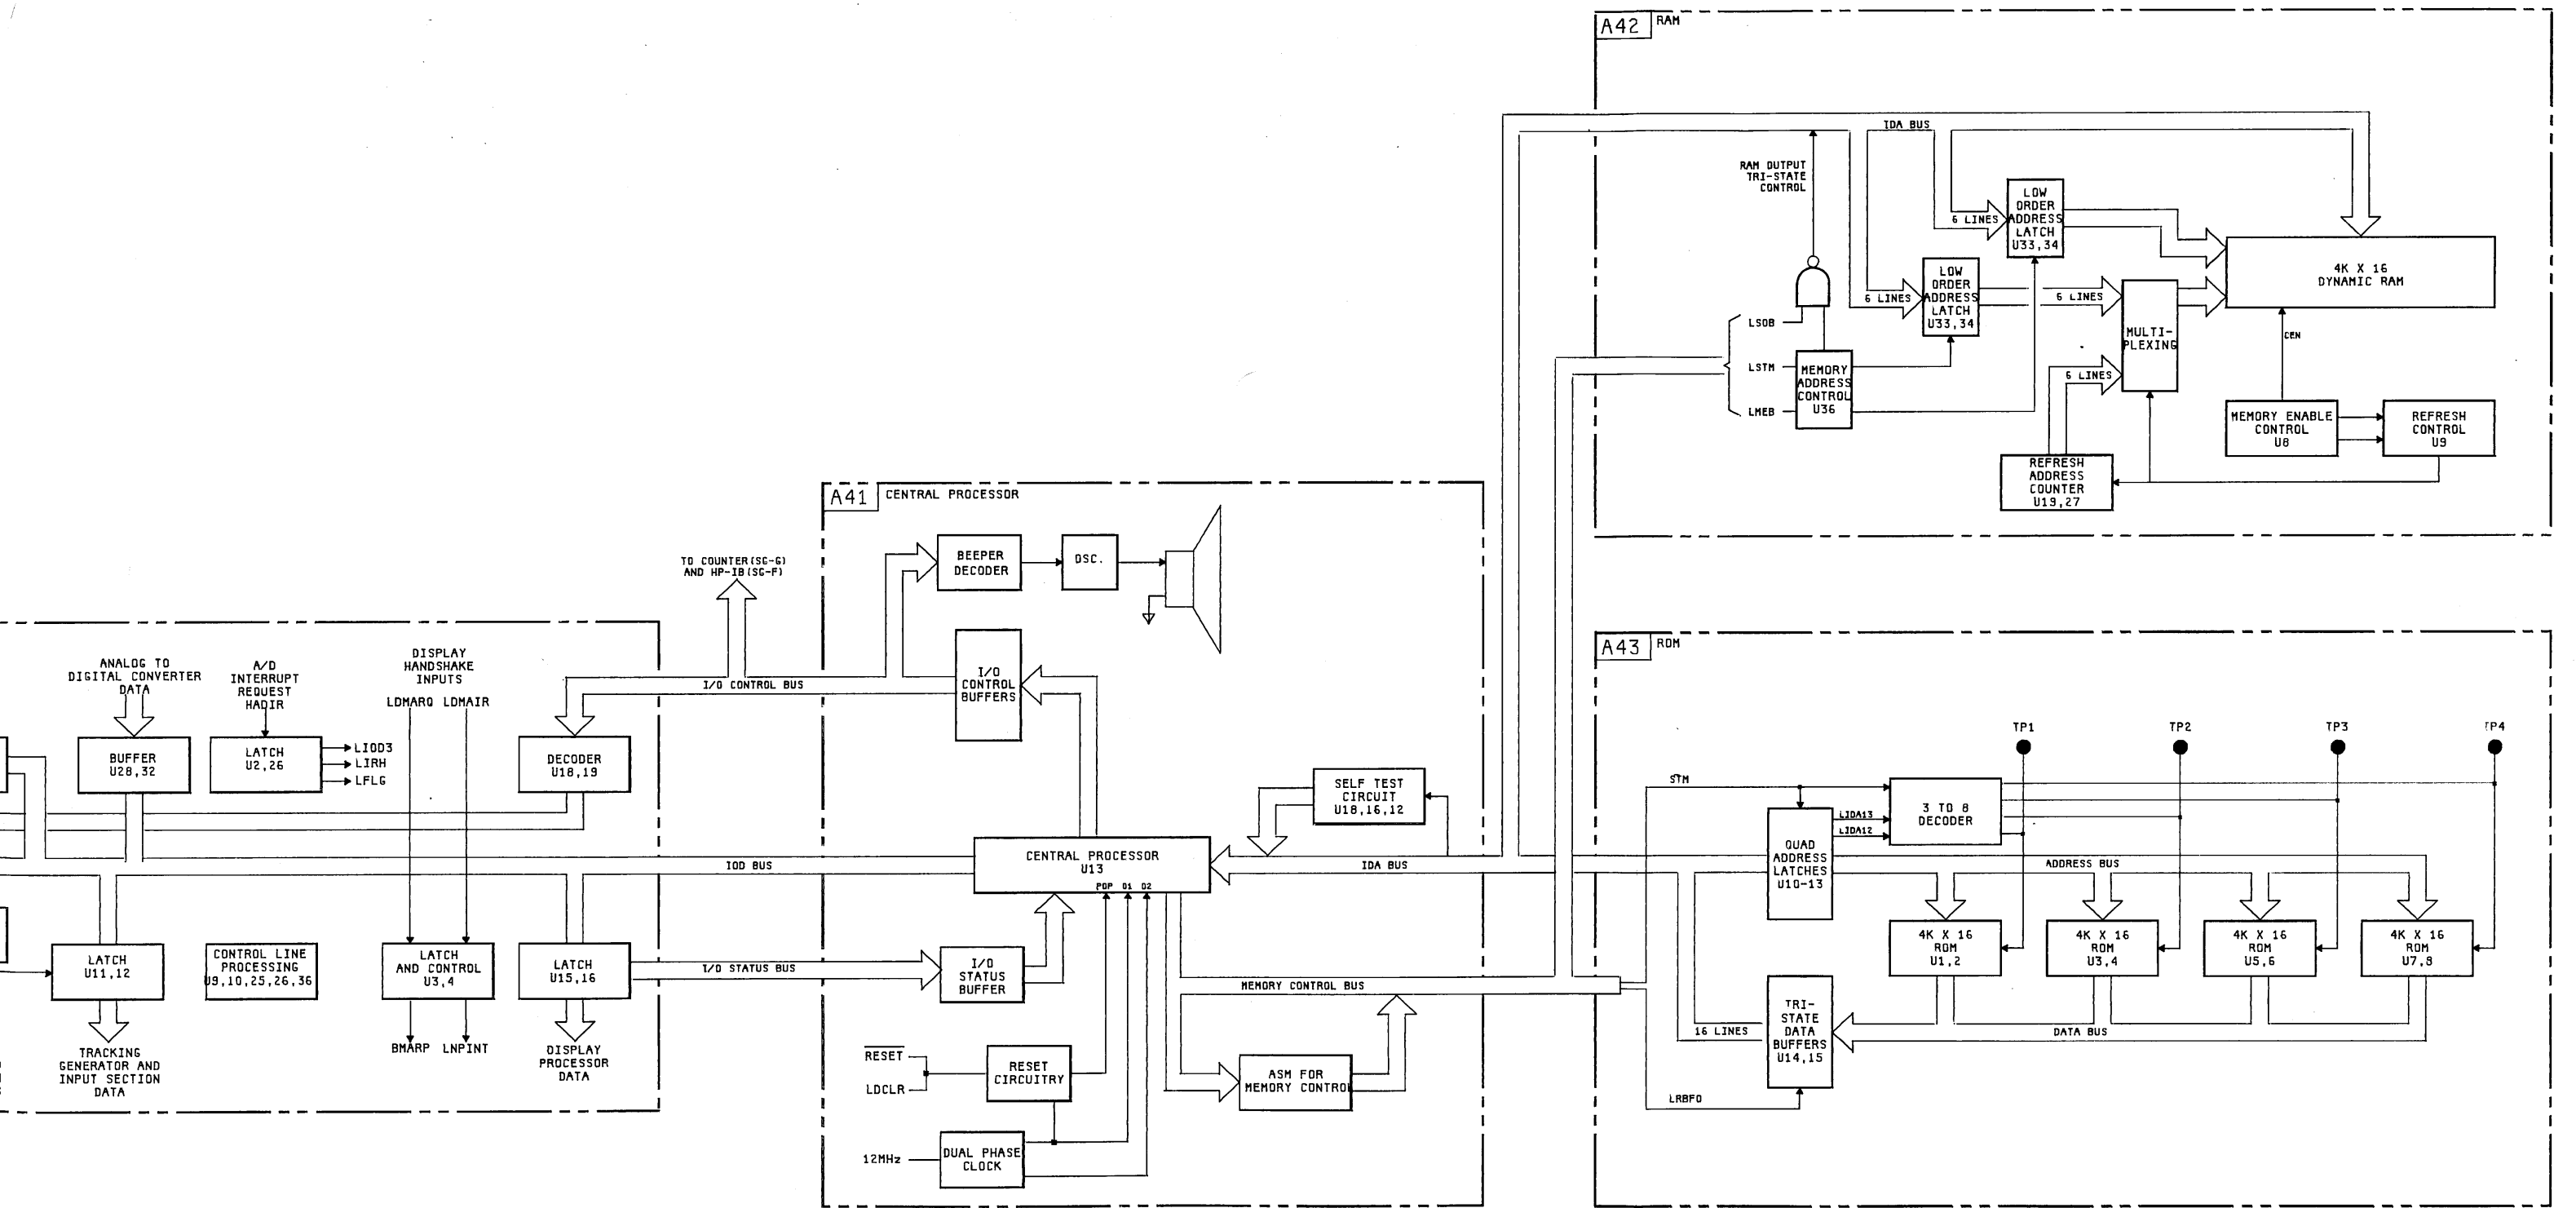 A42 RAM
IDA BUS
RAM OUTPUT
TRI-STATE
CONTROL
6 LINES
LOW
ORDER
ADDRESS
LATCH
U33,34
6 LINES
LOW
ORDER
ADDRESS
LATCH
U33,34
6 LINES
4K X 16
DYNAMIC RAM
MULTI-
PLEXING
6 LINES
CEN
LSOB
LSTM
LMEB
MEMORY
ADDRESS
CONTROL
U36
MEMORY ENABLE
CONTROL
U8
REFRESH
CONTROL
U9
REFRESH
ADDRESS
COUNTER
U19,27
A41 CENTRAL PROCESSOR
BEEPER
DECODER
OSC.
TO COUNTER(SG-G)
AND HP-IB(SG-F)
I/O CONTROL BUS
I/O
CONTROL
BUFFERS
SELF TEST
CIRCUIT
U18,16,12
CENTRAL PROCESSOR
U13
POP Ø1 Ø2
IOD BUS
IDA BUS
I/O STATUS BUS
I/O
STATUS
BUFFER
MEMORY CONTROL BUS
RESET
LDCLR
RESET
CIRCUITRY
ASM FOR
MEMORY CONTROL
12MHz
DUAL PHASE
CLOCK
ANALOG TO
DIGITAL CONVERTER
DATA
A/D
INTERRUPT
REQUEST
HADIR
DISPLAY
HANDSHAKE
INPUTS
LDMARQ LDMAIR
BUFFER
U28,32
LATCH
U2,26
LIOD3
LIRH
LFLG
DECODER
U18,19
LATCH
U11,12
CONTROL LINE
PROCESSING
U9,10,25,26,36
LATCH
AND CONTROL
U3,4
LATCH
U15,16
TRACKING
GENERATOR AND
INPUT SECTION
DATA
BMARP LNPINT
DISPLAY
PROCESSOR
DATA
A43 ROM
TP1 TP2 TP3 TP4
STM
3 TO 8
DECODER
LIDA13
LIDA12
QUAD
ADDRESS
LATCHES
U10-13
ADDRESS BUS
4K X 16
ROM
U1,2
4K X 16
ROM
U3,4
4K X 16
ROM
U5,6
4K X 16
ROM
U7,8
16 LINES
TRI-
STATE
DATA
BUFFERS
U14,15
DATA BUS
LRBFO